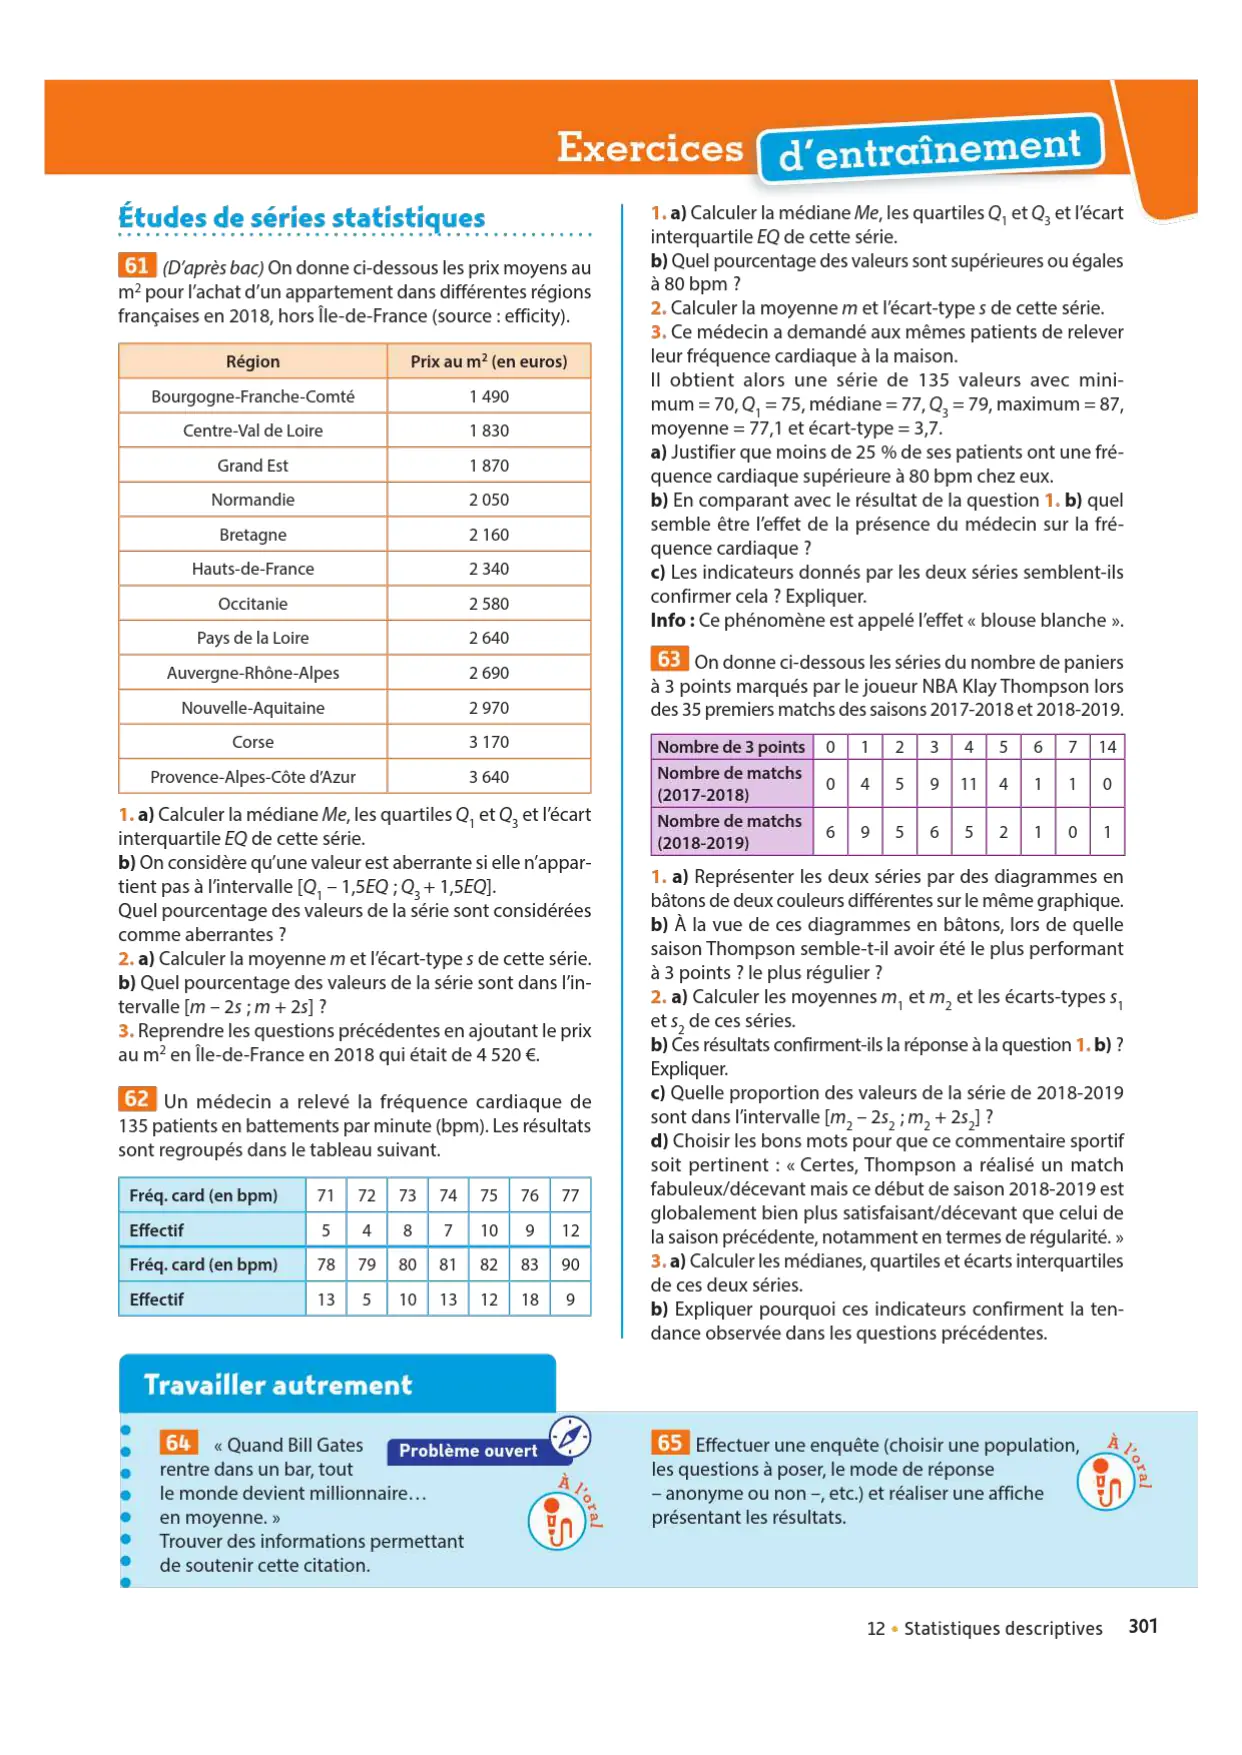 Exercices d'entraînement
Études de séries statistiques
61 (D'après bac) On donne ci-dessous les prix moyens au
m² pour l'achat d'un appartement dans différentes régions
françaises en 2018, hors Île-de-France (source : efficity).
Région Prix au m² (en euros)
Bourgogne-Franche-Comté 1 490
Centre-Val de Loire 1 830
Grand Est 1 870
Normandie 2 050
Bretagne 2 160
Hauts-de-France 2 340
Occitanie 2 580
Pays de la Loire 2 640
Auvergne-Rhône-Alpes 2 690
Nouvelle-Aquitaine 2 970
Corse 3 170
Provence-Alpes-Côte d'Azur 3 640
1. a) Calculer la médiane Me, les quartiles Q₁ et Q₃ et l'écart
interquartile EQ de cette série.
b) On considère qu'une valeur est aberrante si elle n'appar-
tient pas à l'intervalle [Q₁ – 1,5EQ ; Q₃ + 1,5EQ].
Quel pourcentage des valeurs de la série sont considérées
comme aberrantes ?
2. a) Calculer la moyenne m et l'écart-type s de cette série.
b) Quel pourcentage des valeurs de la série sont dans l'in-
tervalle [m – 2s ; m + 2s] ?
3. Reprendre les questions précédentes en ajoutant le prix
au m² en Île-de-France en 2018 qui était de 4 520 €.
62 Un médecin a relevé la fréquence cardiaque de
135 patients en battements par minute (bpm). Les résultats
sont regroupés dans le tableau suivant.
Fréq. card (en bpm) 71 72 73 74 75 76 77
Effectif 5 4 8 7 10 9 12
Fréq. card (en bpm) 78 79 80 81 82 83 90
Effectif 13 5 10 13 12 18 9
1. a) Calculer la médiane Me, les quartiles Q₁ et Q₃ et l'écart
interquartile EQ de cette série.
b) Quel pourcentage des valeurs sont supérieures ou égales
à 80 bpm ?
2. Calculer la moyenne m et l'écart-type s de cette série.
3. Ce médecin a demandé aux mêmes patients de relever
leur fréquence cardiaque à la maison.
Il obtient alors une série de 135 valeurs avec mini-
mum = 70, Q₁ = 75, médiane = 77, Q₃ = 79, maximum = 87,
moyenne = 77,1 et écart-type = 3,7.
a) Justifier que moins de 25 % de ses patients ont une fré-
quence cardiaque supérieure à 80 bpm chez eux.
b) En comparant avec le résultat de la question 1. b) quel
semble être l'effet de la présence du médecin sur la fré-
quence cardiaque ?
c) Les indicateurs donnés par les deux séries semblent-ils
confirmer cela ? Expliquer.
Info : Ce phénomène est appelé l'effet « blouse blanche ».
63 On donne ci-dessous les séries du nombre de paniers
à 3 points marqués par le joueur NBA Klay Thompson lors
des 35 premiers matchs des saisons 2017-2018 et 2018-2019.
Nombre de 3 points 0 1 2 3 4 5 6 7 14
Nombre de matchs
(2017-2018) 0 4 5 9 11 4 1 1 0
Nombre de matchs
(2018-2019) 6 9 5 6 5 2 1 0 1
1. a) Représenter les deux séries par des diagrammes en
bâtons de deux couleurs différentes sur le même graphique.
b) À la vue de ces diagrammes en bâtons, lors de quelle
saison Thompson semble-t-il avoir été le plus performant
à 3 points ? le plus régulier ?
2. a) Calculer les moyennes m₁ et m₂ et les écarts-types s₁
et s₂ de ces séries.
b) Ces résultats confirment-ils la réponse à la question 1. b) ?
Expliquer.
c) Quelle proportion des valeurs de la série de 2018-2019
sont dans l'intervalle [m₂ – 2s₂ ; m₂ + 2s₂] ?
d) Choisir les bons mots pour que ce commentaire sportif
soit pertinent : « Certes, Thompson a réalisé un match
fabuleux/décevant mais ce début de saison 2018-2019 est
globalement bien plus satisfaisant/décevant que celui de
la saison précédente, notamment en termes de régularité. »
3. a) Calculer les médianes, quartiles et écarts interquartiles
de ces deux séries.
b) Expliquer pourquoi ces indicateurs confirment la ten-
dance observée dans les questions précédentes.
Travailler autrement
64 « Quand Bill Gates
rentre dans un bar, tout
le monde devient millionnaire…
en moyenne. »
Trouver des informations permettant
de soutenir cette citation.
Problème ouvert
À l'oral
65 Effectuer une enquête (choisir une population,
les questions à poser, le mode de réponse
– anonyme ou non –, etc.) et réaliser une affiche
présentant les résultats.
À l'oral
12 • Statistiques descriptives 301